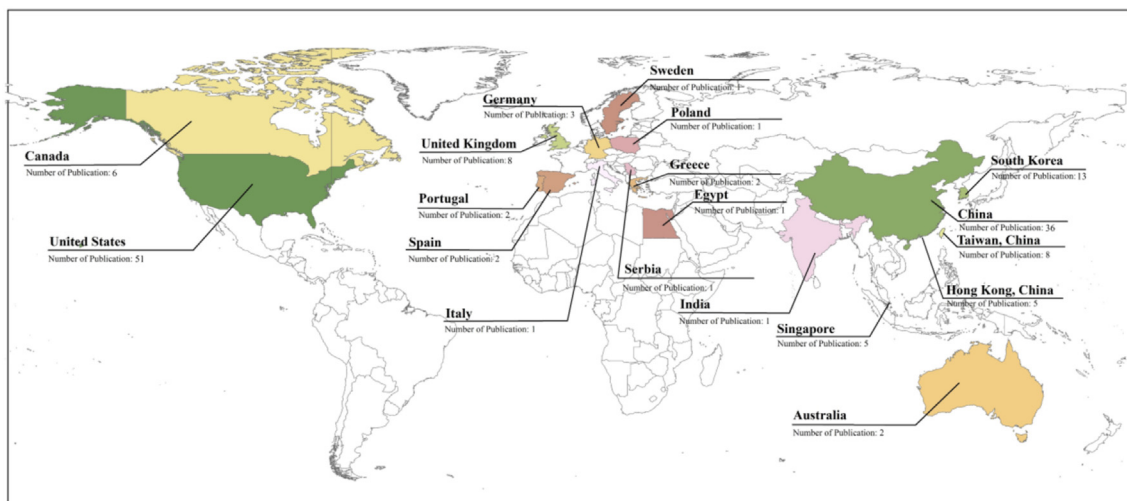 Sweden
Number of Publication: 1
Germany
Number of Publication: 3
Poland
Number of Publication: 1
United Kingdom
Number of Publication: 8
Canada
Number of Publication: 6
Greece
Number of Publication: 2
South Korea
Number of Publication: 13
Portugal
Number of Publication: 2
Egypt
Number of Publication: 1
China
Number of Publication: 36
United States
Number of Publication: 51
Spain
Number of Publication: 2
Taiwan, China
Number of Publication: 8
Serbia
Number of Publication: 1
Hong Kong, China
Number of Publication: 5
Italy
Number of Publication: 1
India
Number of Publication: 1
Singapore
Number of Publication: 5
Australia
Number of Publication: 2